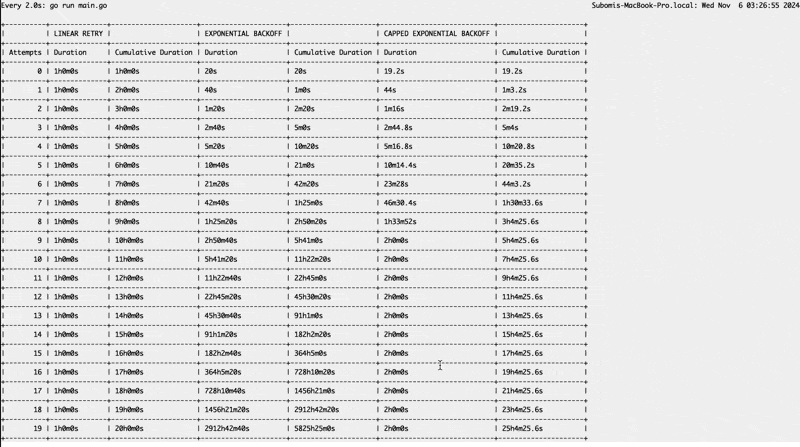 Every 2.0s: go run main.go Subomis-MacBook-Pro.local: Wed Nov 6 03:26:55 2024
| | LINEAR RETRY | | EXPONENTIAL BACKOFF | | CAPPED EXPONENTIAL BACKOFF | |
| Attempts | Duration | Cumulative Duration | Duration | Cumulative Duration | Duration | Cumulative Duration |
| 0 | 1h0m0s | 1h0m0s | 20s | 20s | 19.2s | 19.2s |
| 1 | 1h0m0s | 2h0m0s | 40s | 1m0s | 44s | 1m3.2s |
| 2 | 1h0m0s | 3h0m0s | 1m20s | 2m20s | 1m16s | 2m19.2s |
| 3 | 1h0m0s | 4h0m0s | 2m40s | 5m0s | 2m44.8s | 5m4s |
| 4 | 1h0m0s | 5h0m0s | 5m20s | 10m20s | 5m16.8s | 10m20.8s |
| 5 | 1h0m0s | 6h0m0s | 10m40s | 21m0s | 10m14.4s | 20m35.2s |
| 6 | 1h0m0s | 7h0m0s | 21m20s | 42m20s | 23m28s | 44m3.2s |
| 7 | 1h0m0s | 8h0m0s | 42m40s | 1h25m0s | 46m30.4s | 1h30m33.6s |
| 8 | 1h0m0s | 9h0m0s | 1h25m20s | 2h50m20s | 1h33m52s | 3h4m25.6s |
| 9 | 1h0m0s | 10h0m0s | 2h50m40s | 5h41m0s | 2h0m0s | 5h4m25.6s |
| 10 | 1h0m0s | 11h0m0s | 5h41m20s | 11h22m20s | 2h0m0s | 7h4m25.6s |
| 11 | 1h0m0s | 12h0m0s | 11h22m40s | 22h45m0s | 2h0m0s | 9h4m25.6s |
| 12 | 1h0m0s | 13h0m0s | 22h45m20s | 45h30m20s | 2h0m0s | 11h4m25.6s |
| 13 | 1h0m0s | 14h0m0s | 45h30m40s | 91h1m0s | 2h0m0s | 13h4m25.6s |
| 14 | 1h0m0s | 15h0m0s | 91h1m20s | 182h2m20s | 2h0m0s | 15h4m25.6s |
| 15 | 1h0m0s | 16h0m0s | 182h2m40s | 364h5m0s | 2h0m0s | 17h4m25.6s |
| 16 | 1h0m0s | 17h0m0s | 364h5m20s | 728h10m20s | 2h0m0s | 19h4m25.6s |
| 17 | 1h0m0s | 18h0m0s | 728h10m40s | 1456h21m0s | 2h0m0s | 21h4m25.6s |
| 18 | 1h0m0s | 19h0m0s | 1456h21m20s | 2912h42m20s | 2h0m0s | 23h4m25.6s |
| 19 | 1h0m0s | 20h0m0s | 2912h42m40s | 5825h25m0s | 2h0m0s | 25h4m25.6s |